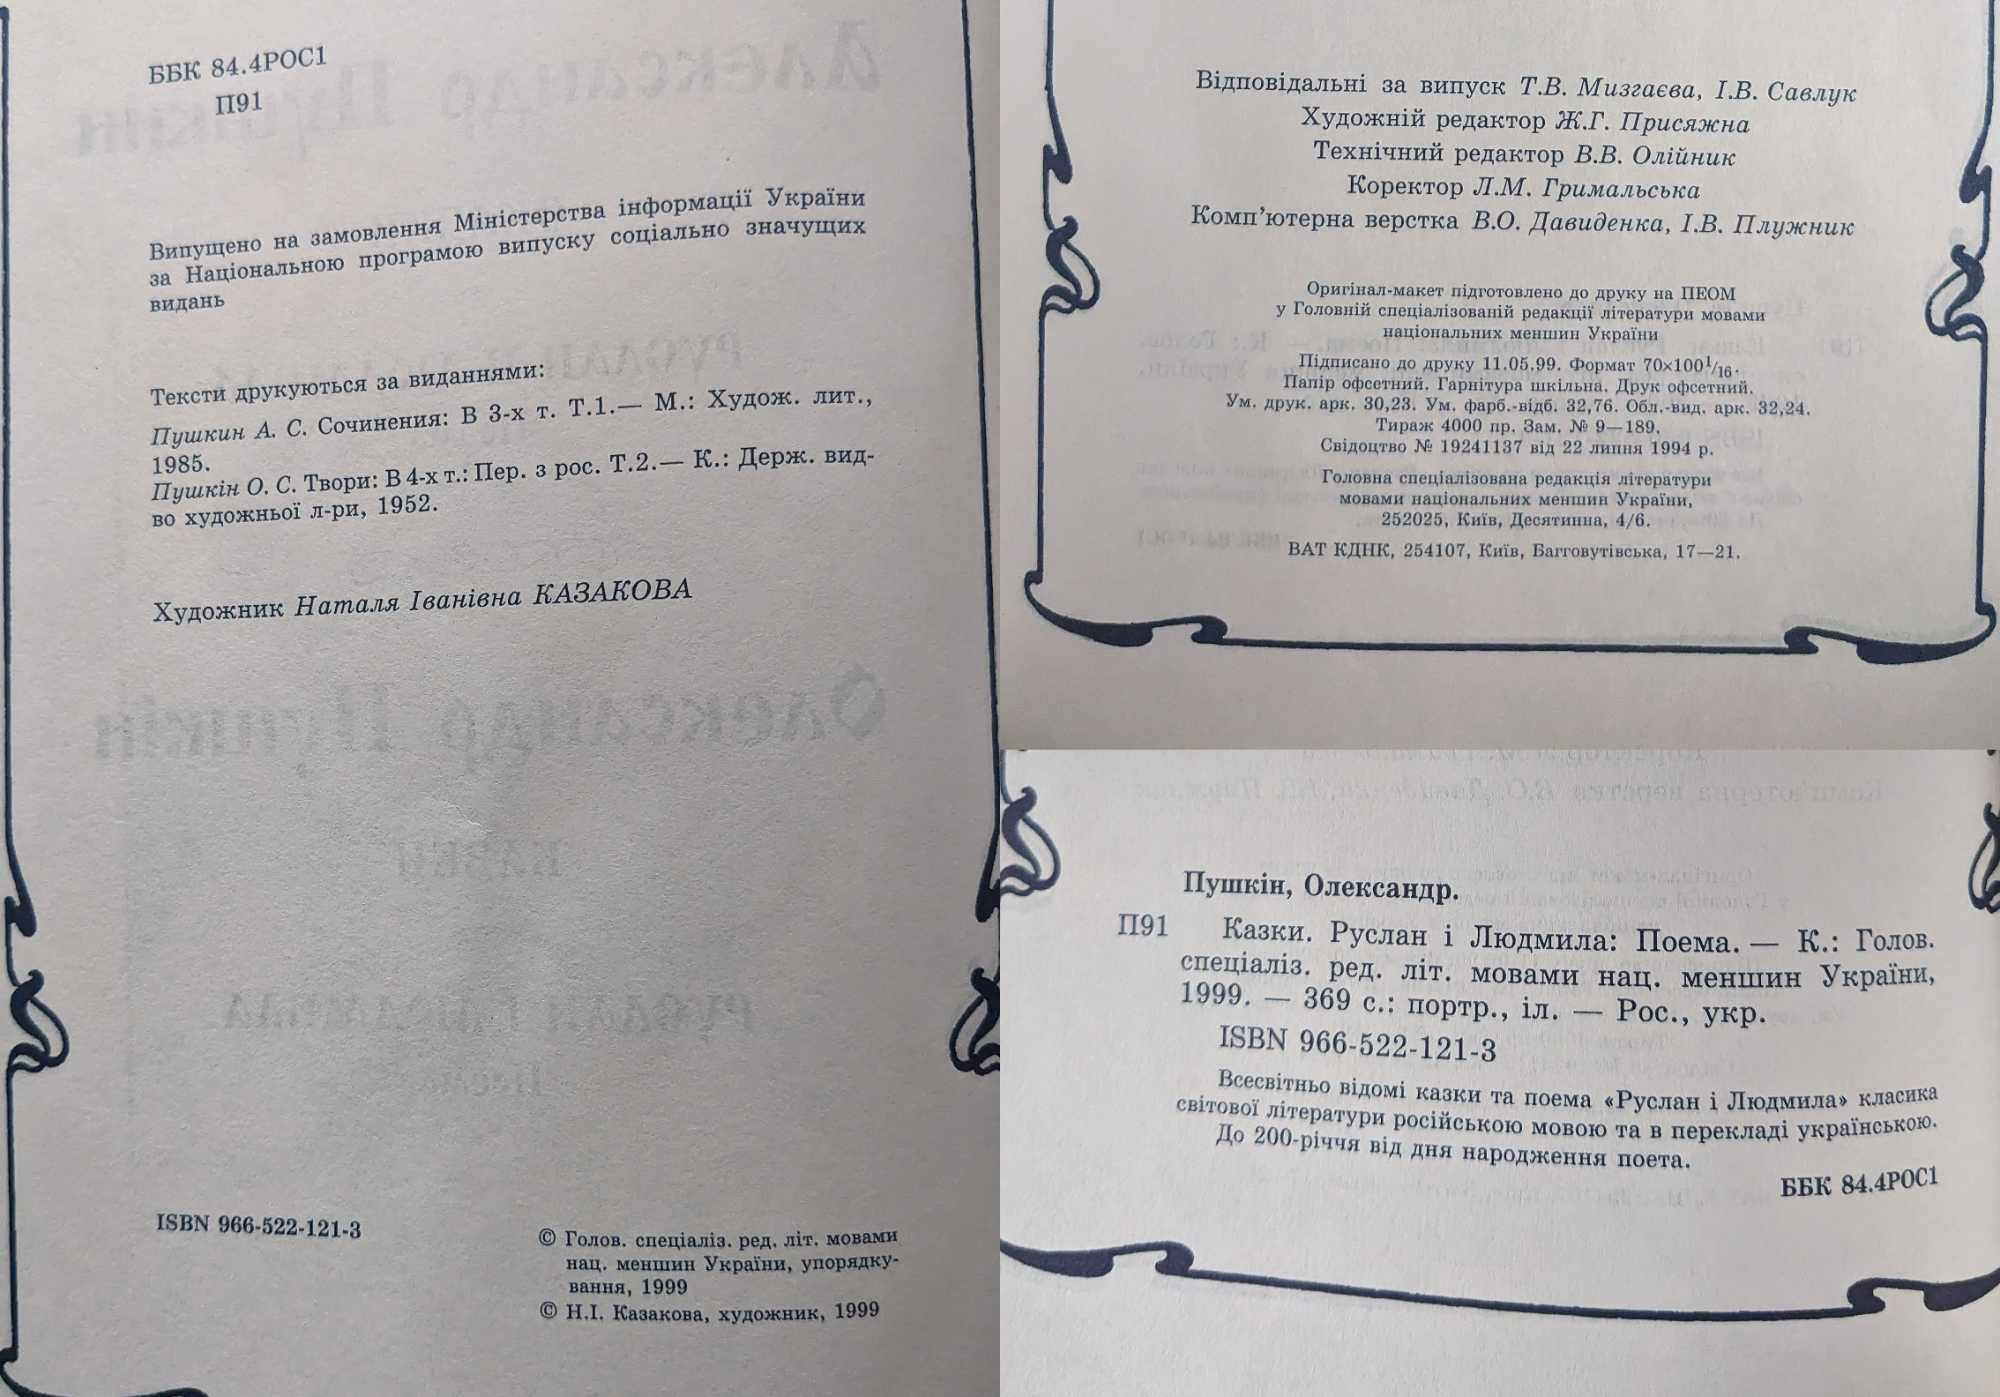 ББК 84.4РОС1
П91
Випущено на замовлення Міністерства інформації України
за Національною програмою випуску соціально значущих
видань
Тексти друкуються за виданнями:
Пушкин А. С. Сочинения: В 3-х т. Т.1.— М.: Худож. лит.,
1985.
Пушкін О. С. Твори: В 4-х т.: Пер. з рос. Т.2.— К.: Держ. вид-
во художньої л-ри, 1952.
Художник Наталя Іванівна КАЗАКОВА
ISBN 966-522-121-3
© Голов. спеціаліз. ред. літ. мовами
нац. меншин України, упорядку-
вання, 1999
© Н.І. Казакова, художник, 1999
Відповідальні за випуск Т.В. Мизгаєва, І.В. Савлук
Художній редактор Ж.Г. Присяжна
Технічний редактор В.В. Олійник
Коректор Л.М. Гримальська
Комп’ютерна верстка В.О. Давиденка, І.В. Плужник
Оригінал-макет підготовлено до друку на ПЕОМ
у Головній спеціалізованій редакції літератури мовами
національних меншин України
Підписано до друку 11.05.99. Формат 70×100 1/16.
Папір офсетний. Гарнітура шкільна. Друк офсетний.
Ум. друк. арк. 30,23. Ум. фарб.-відб. 32,76. Обл.-вид. арк. 32,24.
Тираж 4000 пр. Зам. № 9—189.
Свідоцтво № 19241137 від 22 липня 1994 р.
Головна спеціалізована редакція літератури
мовами національних меншин України,
252025, Київ, Десятинна, 4/6.
ВАТ КДНК, 254107, Київ, Багговутівська, 17—21.
Пушкін, Олександр.
П91 Казки. Руслан і Людмила: Поема. — К.: Голов.
спеціаліз. ред. літ. мовами нац. меншин України,
1999. — 369 с.: портр., іл. — Рос., укр.
ISBN 966-522-121-3
Всесвітньо відомі казки та поема «Руслан і Людмила» класика
світової літератури російською мовою та в перекладі українською.
До 200-річчя від дня народження поета.
ББК 84.4РОС1